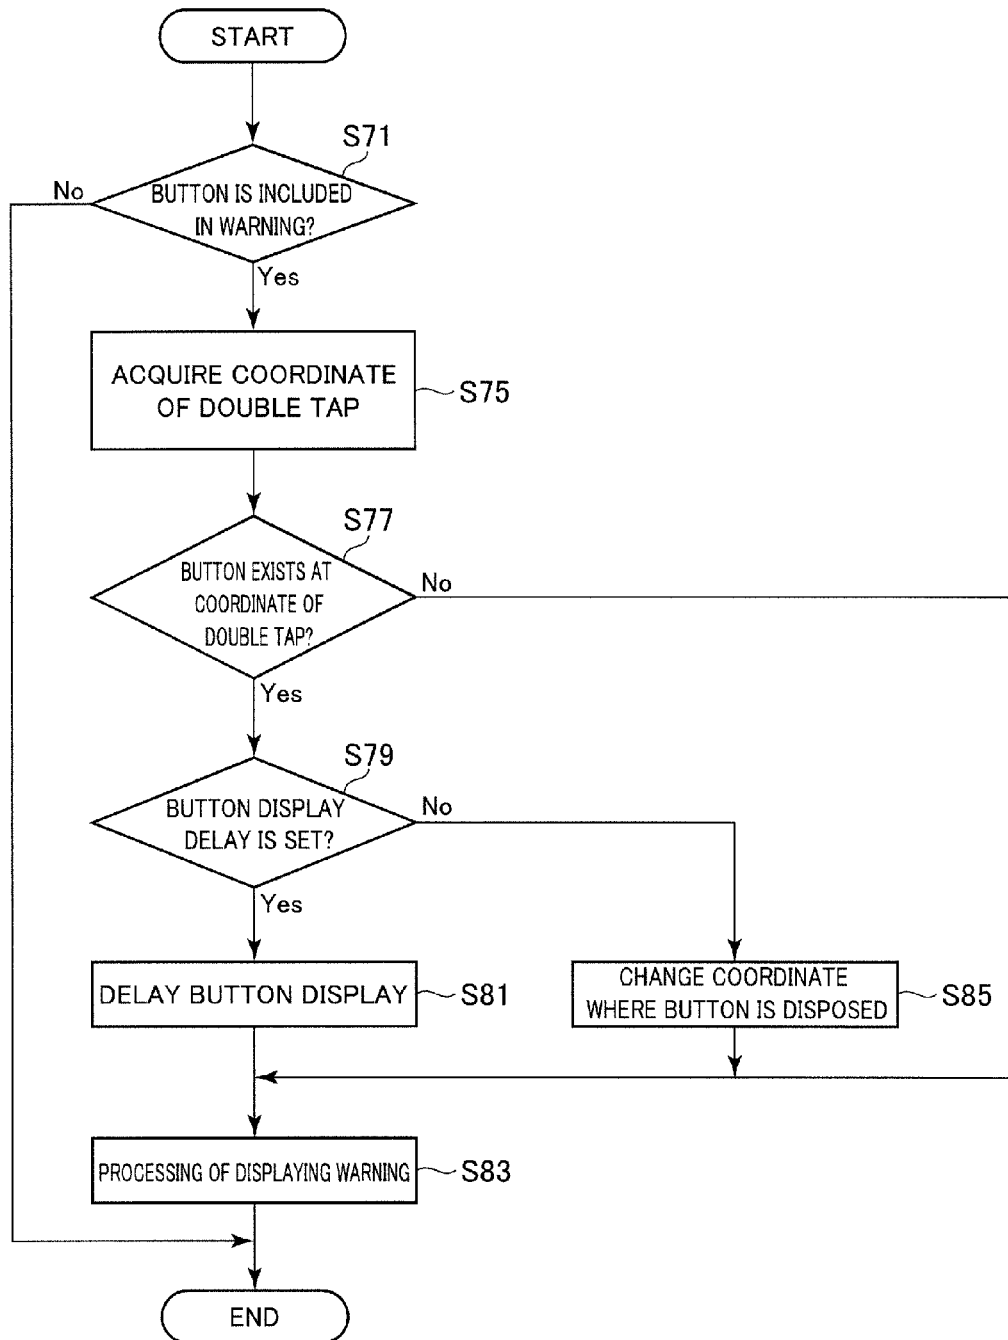 START
S71
No
BUTTON IS INCLUDED
IN WARNING?
Yes
ACQUIRE COORDINATE
OF DOUBLE TAP
S75
S77
BUTTON EXISTS AT
COORDINATE OF
DOUBLE TAP?
No
Yes
S79
BUTTON DISPLAY
DELAY IS SET?
No
Yes
DELAY BUTTON DISPLAY
S81
CHANGE COORDINATE
WHERE BUTTON IS DISPOSED
S85
PROCESSING OF DISPLAYING WARNING
S83
END